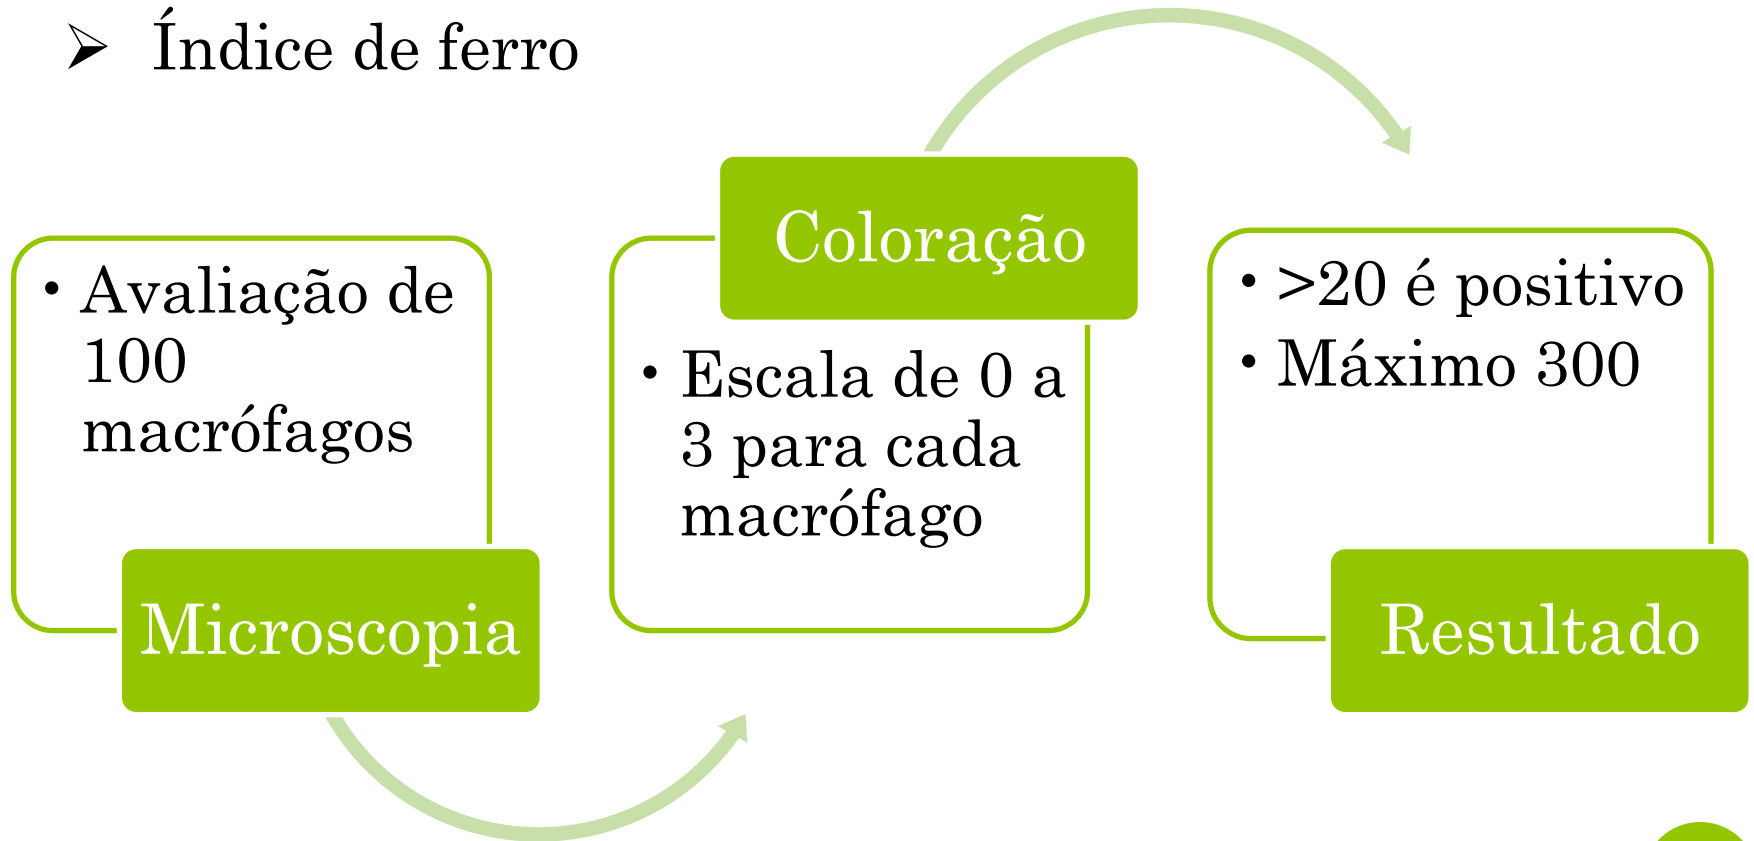 ➢ Índice de ferro
• Avaliação de
100
macrófagos
Microscopia
Coloração
• Escala de 0 a
3 para cada
macrófago
• >20 é positivo
• Máximo 300
Resultado